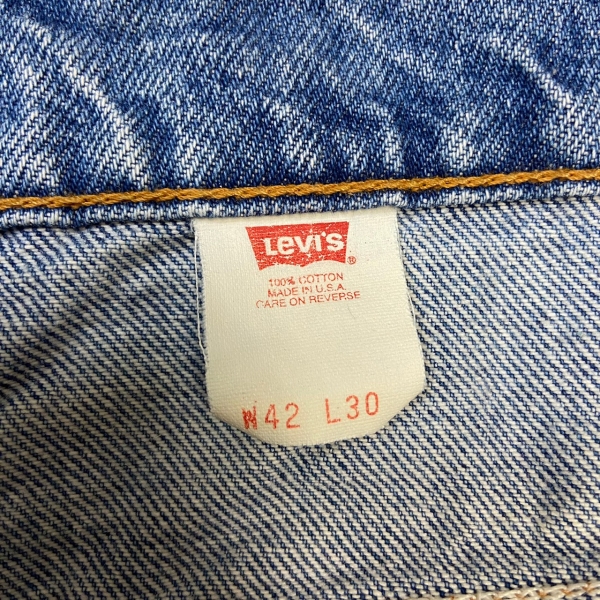 Levi's ®
100% COTTON
MADE IN U.S.A.
CARE ON REVERSE
W42 L30